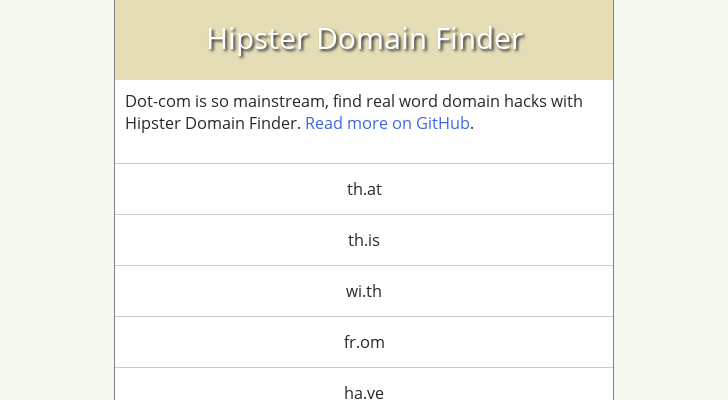 Hipster Domain Finder
Dot-com is so mainstream, find real word domain hacks with
Hipster Domain Finder. Read more on GitHub.
th.at
th.is
wi.th
fr.om
ha.ve